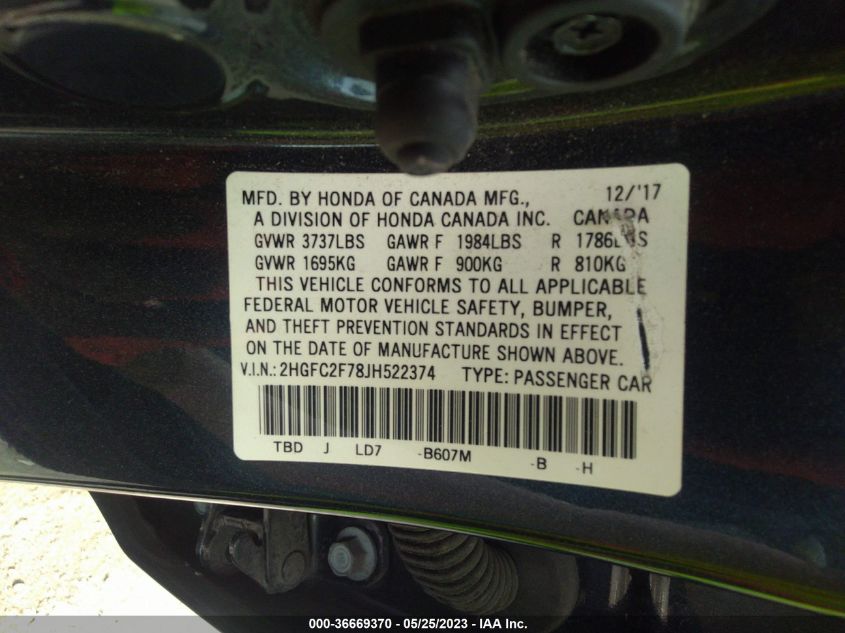 MFD. BY HONDA OF CANADA MFG., 12/'17
A DIVISION OF HONDA CANADA INC. CANADA
GVWR 3737LBS GAWR F 1984LBS R 1786LBS
GVWR 1695KG GAWR F 900KG R 810KG
THIS VEHICLE CONFORMS TO ALL APPLICABLE
FEDERAL MOTOR VEHICLE SAFETY, BUMPER,
AND THEFT PREVENTION STANDARDS IN EFFECT
ON THE DATE OF MANUFACTURE SHOWN ABOVE.
V.I.N.: 2HGFC2F78JH522374 TYPE: PASSENGER CAR
TBD J LD7 -B607M -B -H
000-36669370 — 05/25/2023 — IAA Inc.